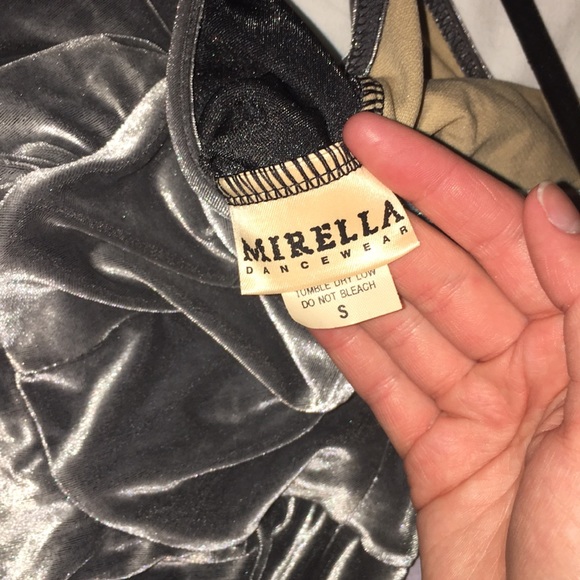 MIRELLA
DANCEWEAR
TUMBLE DRY LOW
DO NOT BLEACH
S